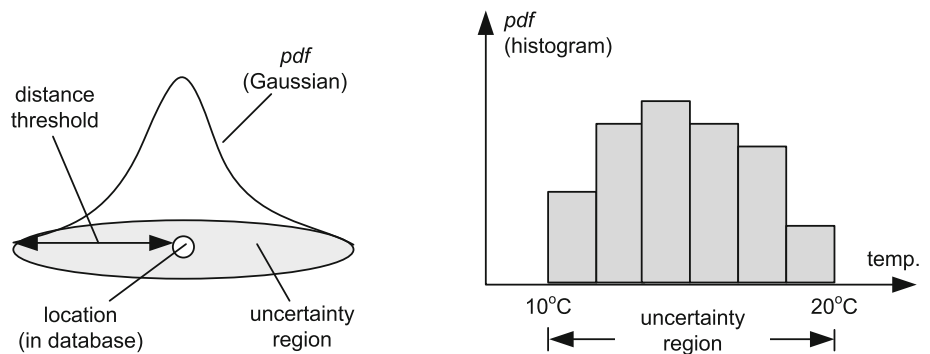 pdf
(Gaussian)
distance
threshold
location
(in database)
uncertainty
region
pdf
(histogram)
temp.
10°C
20°C
uncertainty
region